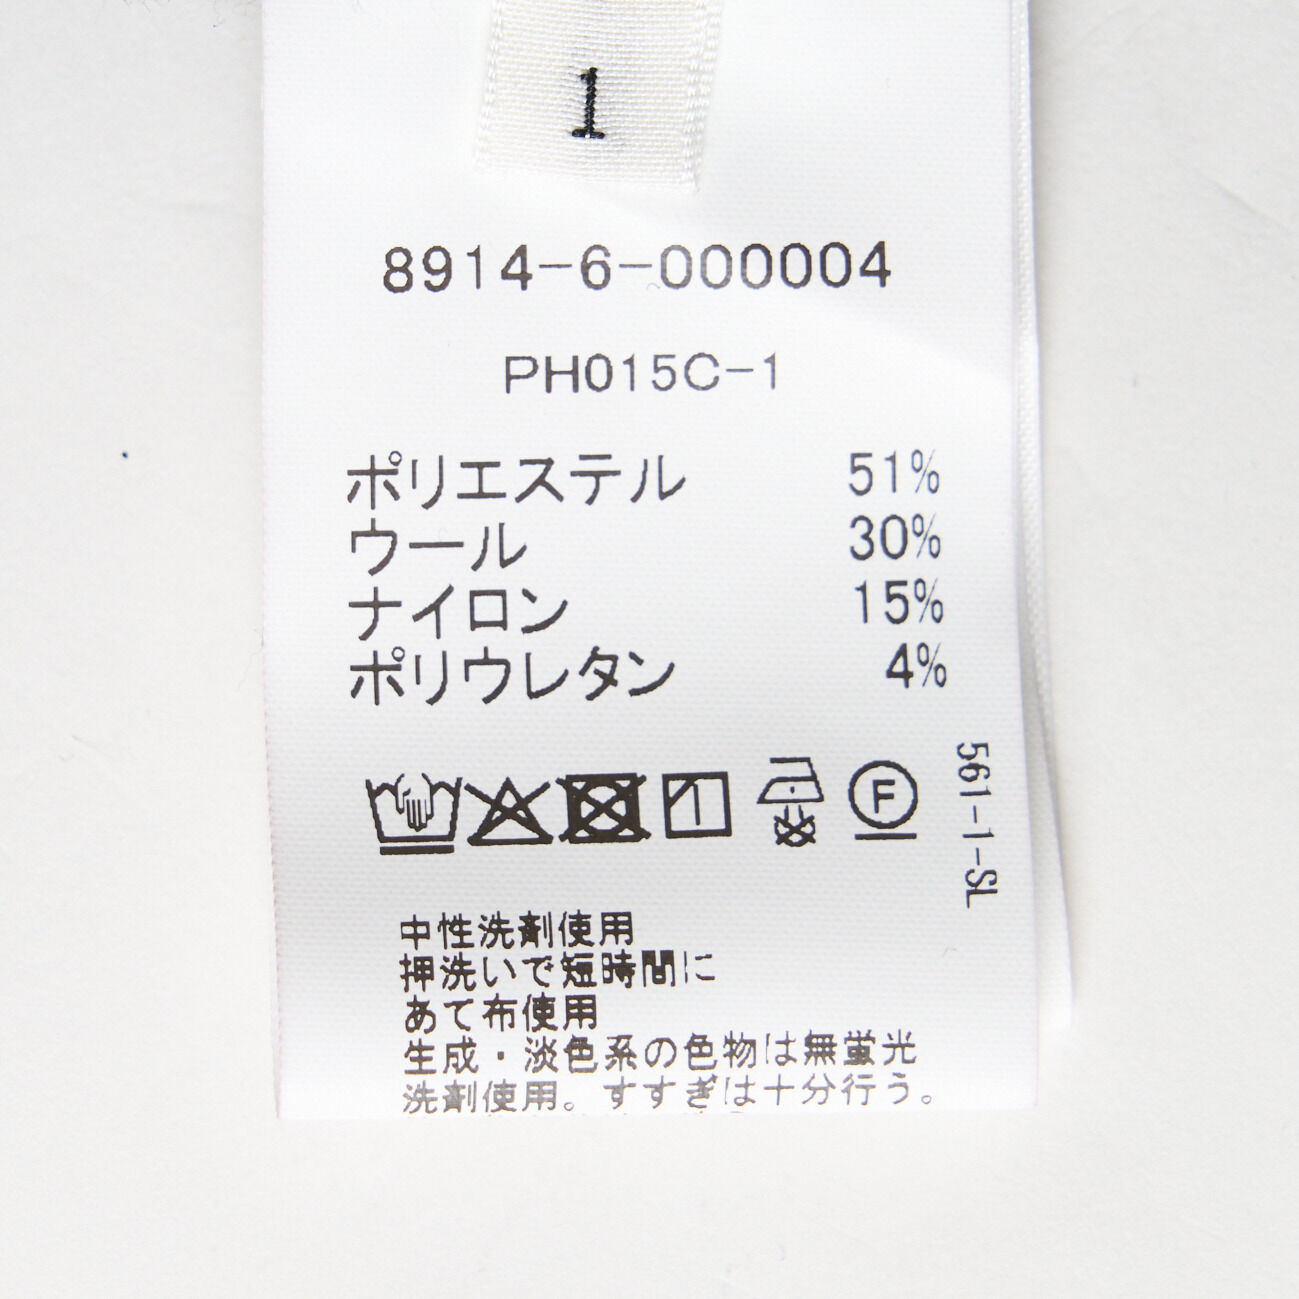 1
8914-6-000004
PH015C-1
ポリエステル 51%
ウール 30%
ナイロン 15%
ポリウレタン 4%
1
F
561-1-SL
中性洗剤使用
押洗いで短時間に
あて布使用
生成・淡色系の色物は無蛍光
洗剤使用。すすぎは十分行う。